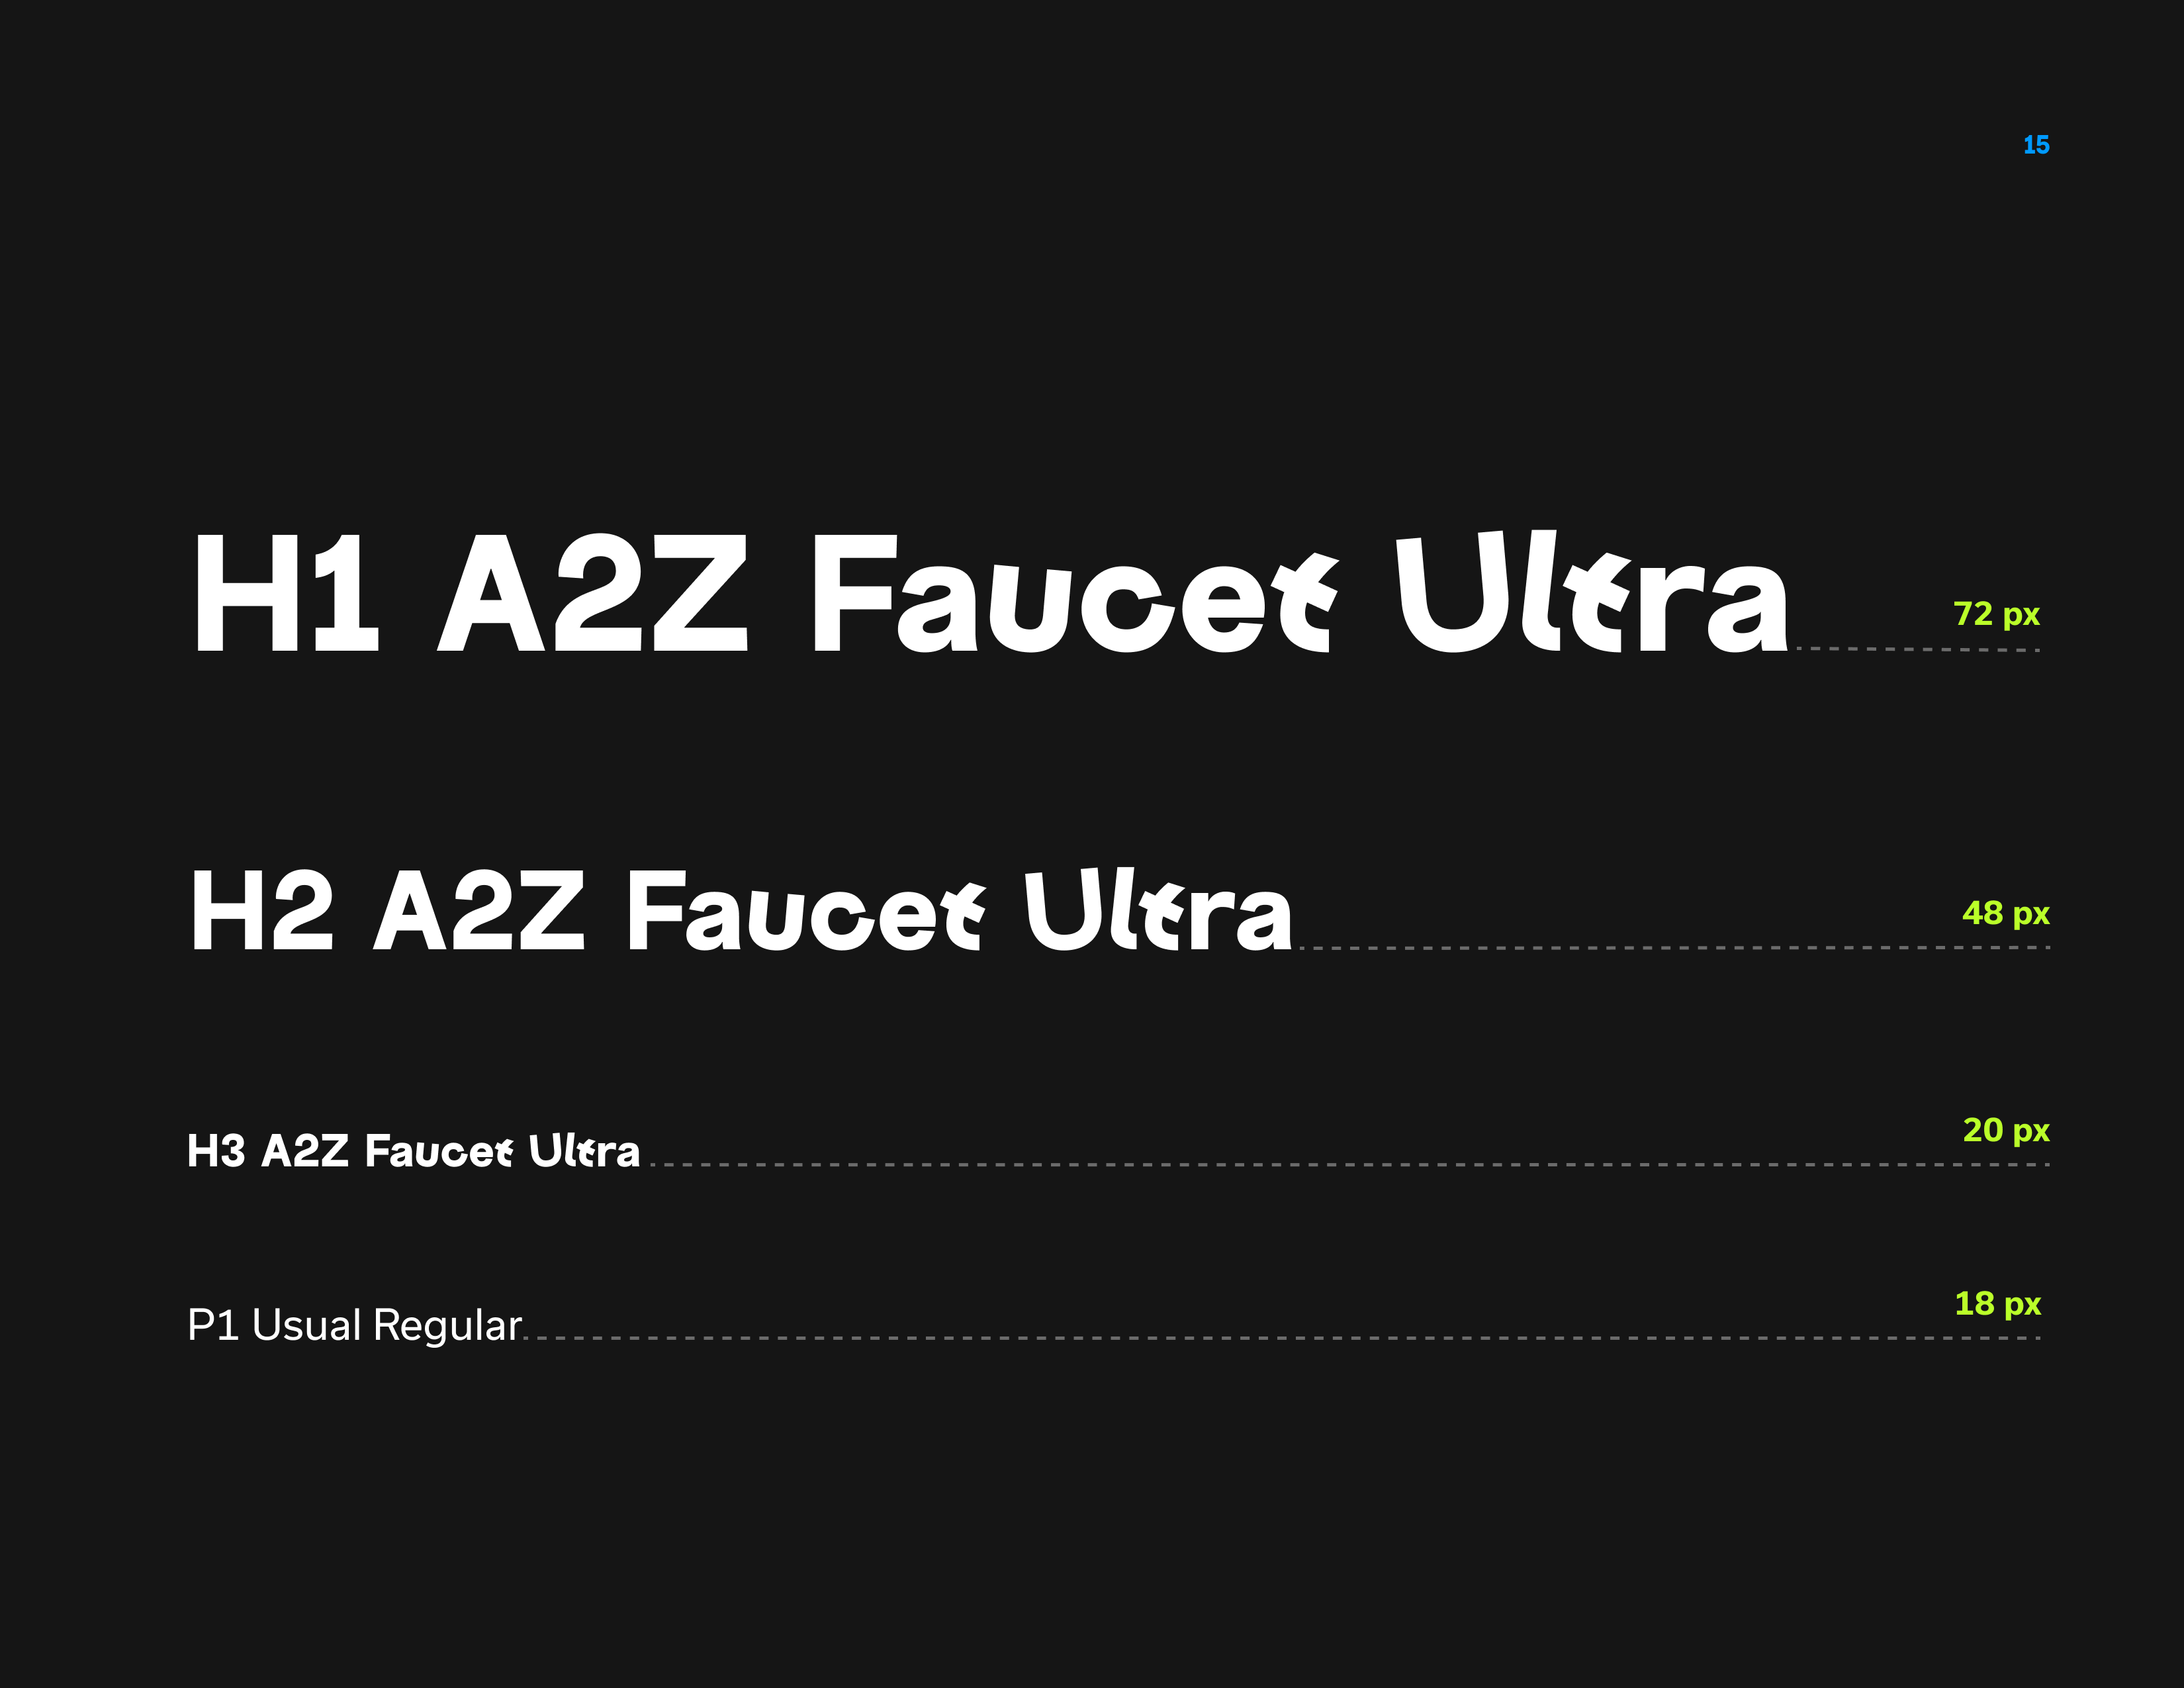 15
H1 A2Z Faucet Ultra 72 px
H2 A2Z Faucet Ultra 48 px
H3 A2Z Faucet Ultra 20 px
P1 Usual Regular 18 px